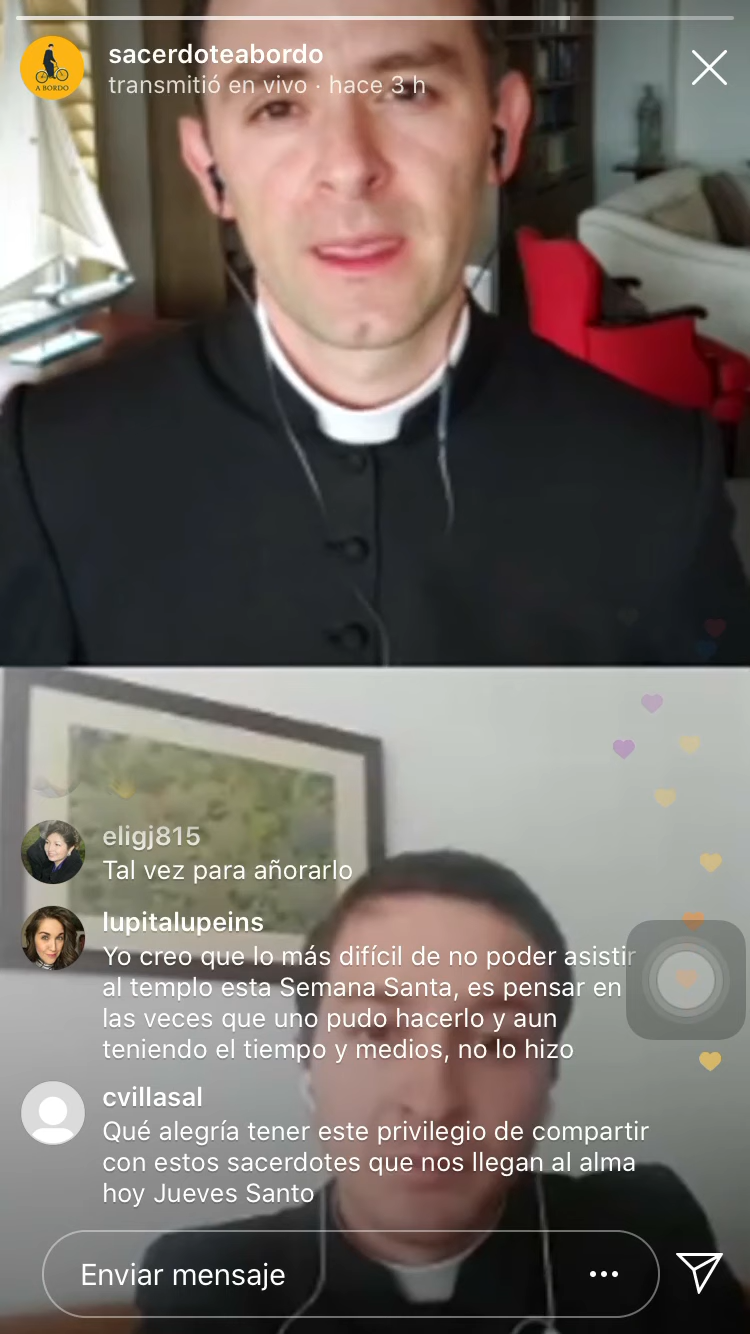 sacerdoteabordo
transmitió en vivo · hace 3 h
A BORDO
eligj815
Tal vez para añorarlo
lupitalupeins
Yo creo que lo más difícil de no poder asistir
al templo esta Semana Santa, es pensar en
las veces que uno pudo hacerlo y aun
teniendo el tiempo y medios, no lo hizo
cvillasal
Qué alegría tener este privilegio de compartir
con estos sacerdotes que nos llegan al alma
hoy Jueves Santo
Enviar mensaje